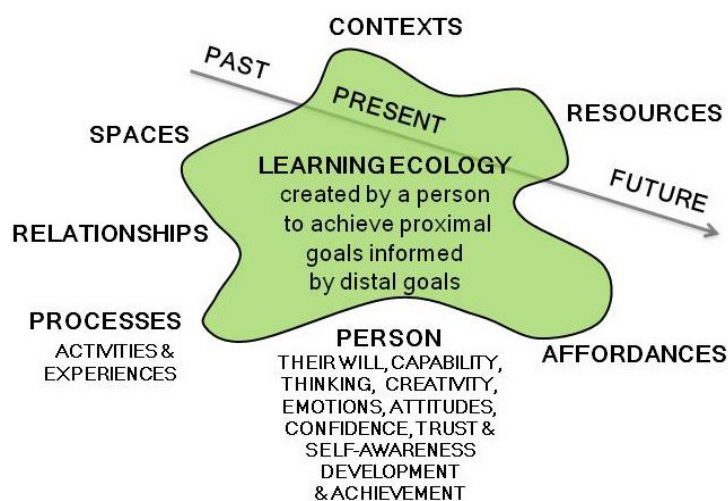 CONTEXTS
PAST
PRESENT
RESOURCES
SPACES
LEARNING ECOLOGY
created by a person
to achieve proximal
goals informed
by distal goals
FUTURE
RELATIONSHIPS
PROCESSES
ACTIVITIES &
EXPERIENCES
PERSON
THEIR WILL, CAPABILITY,
THINKING, CREATIVITY,
EMOTIONS, ATTITUDES,
CONFIDENCE, TRUST &
SELF-AWARENESS
DEVELOPMENT
& ACHIEVEMENT
AFFORDANCES